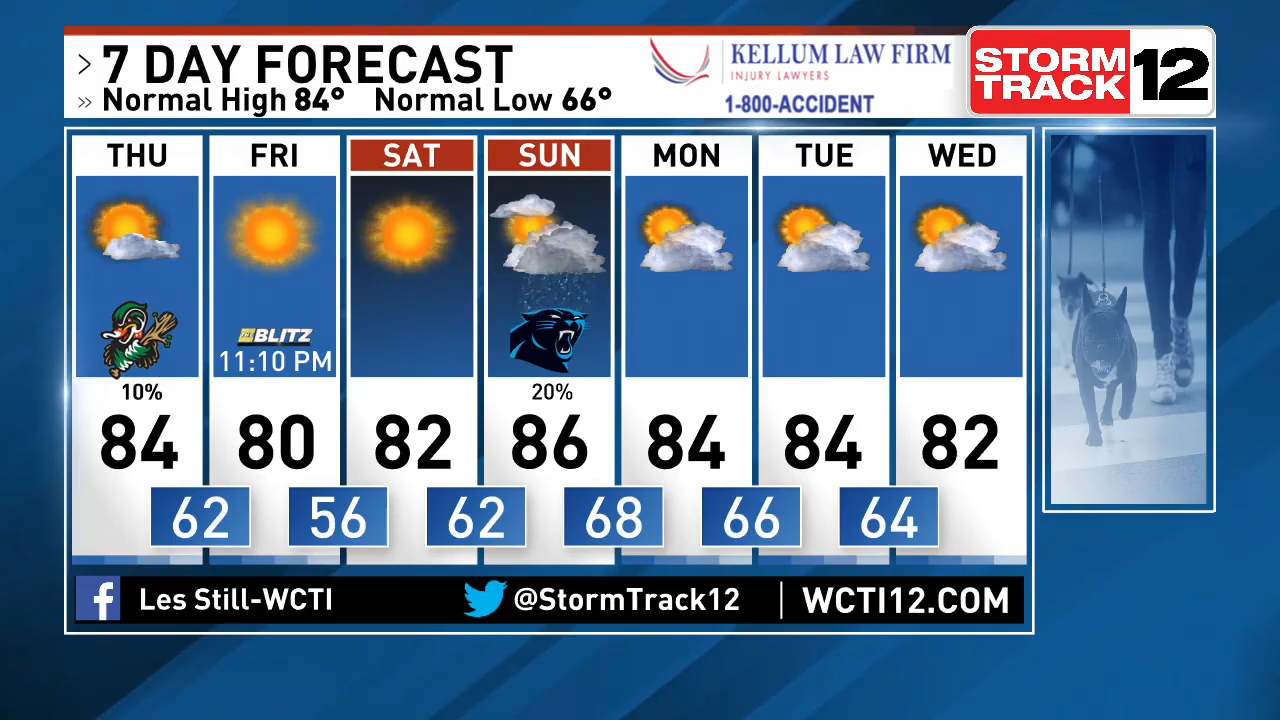 > 7 DAY FORECAST
» Normal High 84° Normal Low 66°
KELLUM LAW FIRM
INJURY LAWYERS
1-800-ACCIDENT
STORM
TRACK
12
THU FRI SAT SUN MON TUE WED
THE BLITZ
11:10 PM
10% 20%
84 80 82 86 84 84 82
62 56 62 68 66 64
f Les Still-WCTI @StormTrack12 | WCTI12.COM